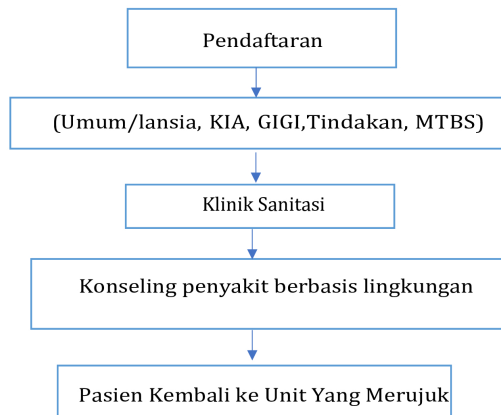 Pendaftaran
(Umum/lansia, KIA, GIGI,Tindakan, MTBS)
Klinik Sanitasi
Konseling penyakit berbasis lingkungan
Pasien Kembali ke Unit Yang Merujuk